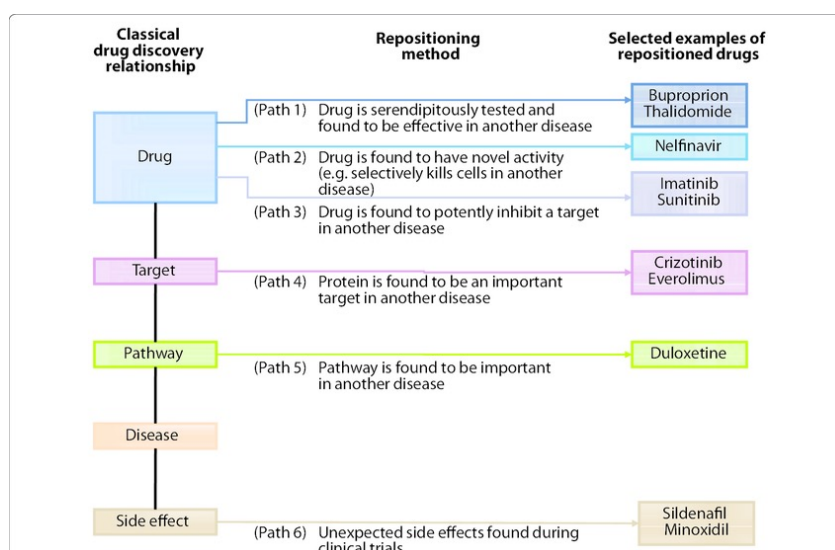 Classical
drug discovery
relationship
Repositioning
method
Selected examples of
repositioned drugs
Drug
(Path 1) Drug is serendipitously tested and
found to be effective in another disease
Buproprion
Thalidomide
(Path 2) Drug is found to have novel activity
(e.g. selectively kills cells in another
disease)
Nelfinavir
(Path 3) Drug is found to potently inhibit a target
in another disease
Imatinib
Sunitinib
Target
(Path 4) Protein is found to be an important
target in another disease
Crizotinib
Everolimus
Pathway
(Path 5) Pathway is found to be important
in another disease
Duloxetine
Disease
Side effect
(Path 6) Unexpected side effects found during
clinical trials
Sildenafil
Minoxidil